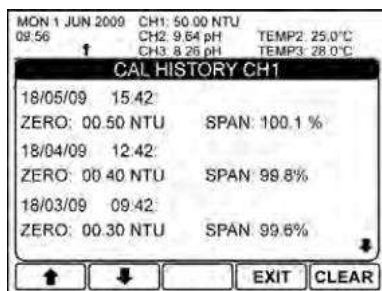 MON 1 JUN 2009 CH1: 50.00 NTU
09:56 CH2: 9.64 pH TEMP2: 25.0°C
CH3: 8.26 pH TEMP3: 28.0°C
CAL HISTORY CH1
18/05/09 15:42:
ZERO: 00.50 NTU SPAN: 100.1 %
18/04/09 12:42:
ZERO: 00.40 NTU SPAN: 99.8%
18/03/09 09:42:
ZERO: 00.30 NTU SPAN: 99.6%
EXIT CLEAR